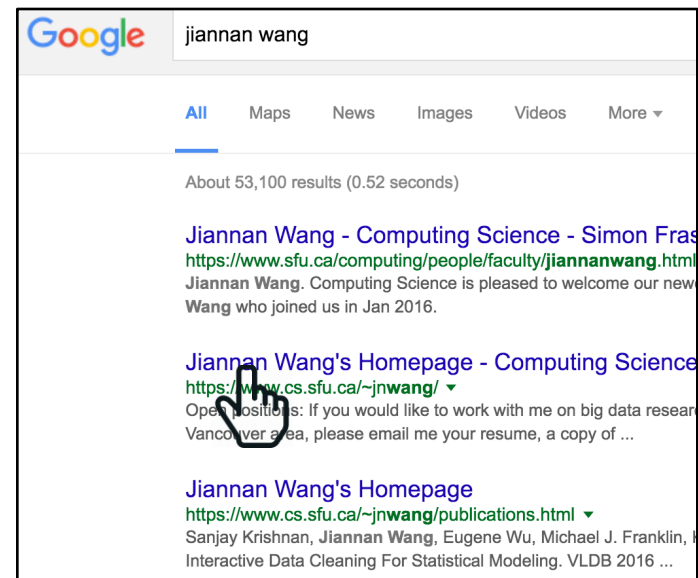 Google jiannan wang
All Maps News Images Videos More
About 53,100 results (0.52 seconds)
Jiannan Wang - Computing Science - Simon Fras
https://www.sfu.ca/computing/people/faculty/jiannanwang.html
Jiannan Wang. Computing Science is pleased to welcome our new
Wang who joined us in Jan 2016.
Jiannan Wang's Homepage - Computing Science
https://www.cs.sfu.ca/~jnwang/
Open positions: If you would like to work with me on big data resear
Vancouver area, please email me your resume, a copy of ...
Jiannan Wang's Homepage
https://www.cs.sfu.ca/~jnwang/publications.html
Sanjay Krishnan, Jiannan Wang, Eugene Wu, Michael J. Franklin,
Interactive Data Cleaning For Statistical Modeling. VLDB 2016 ...